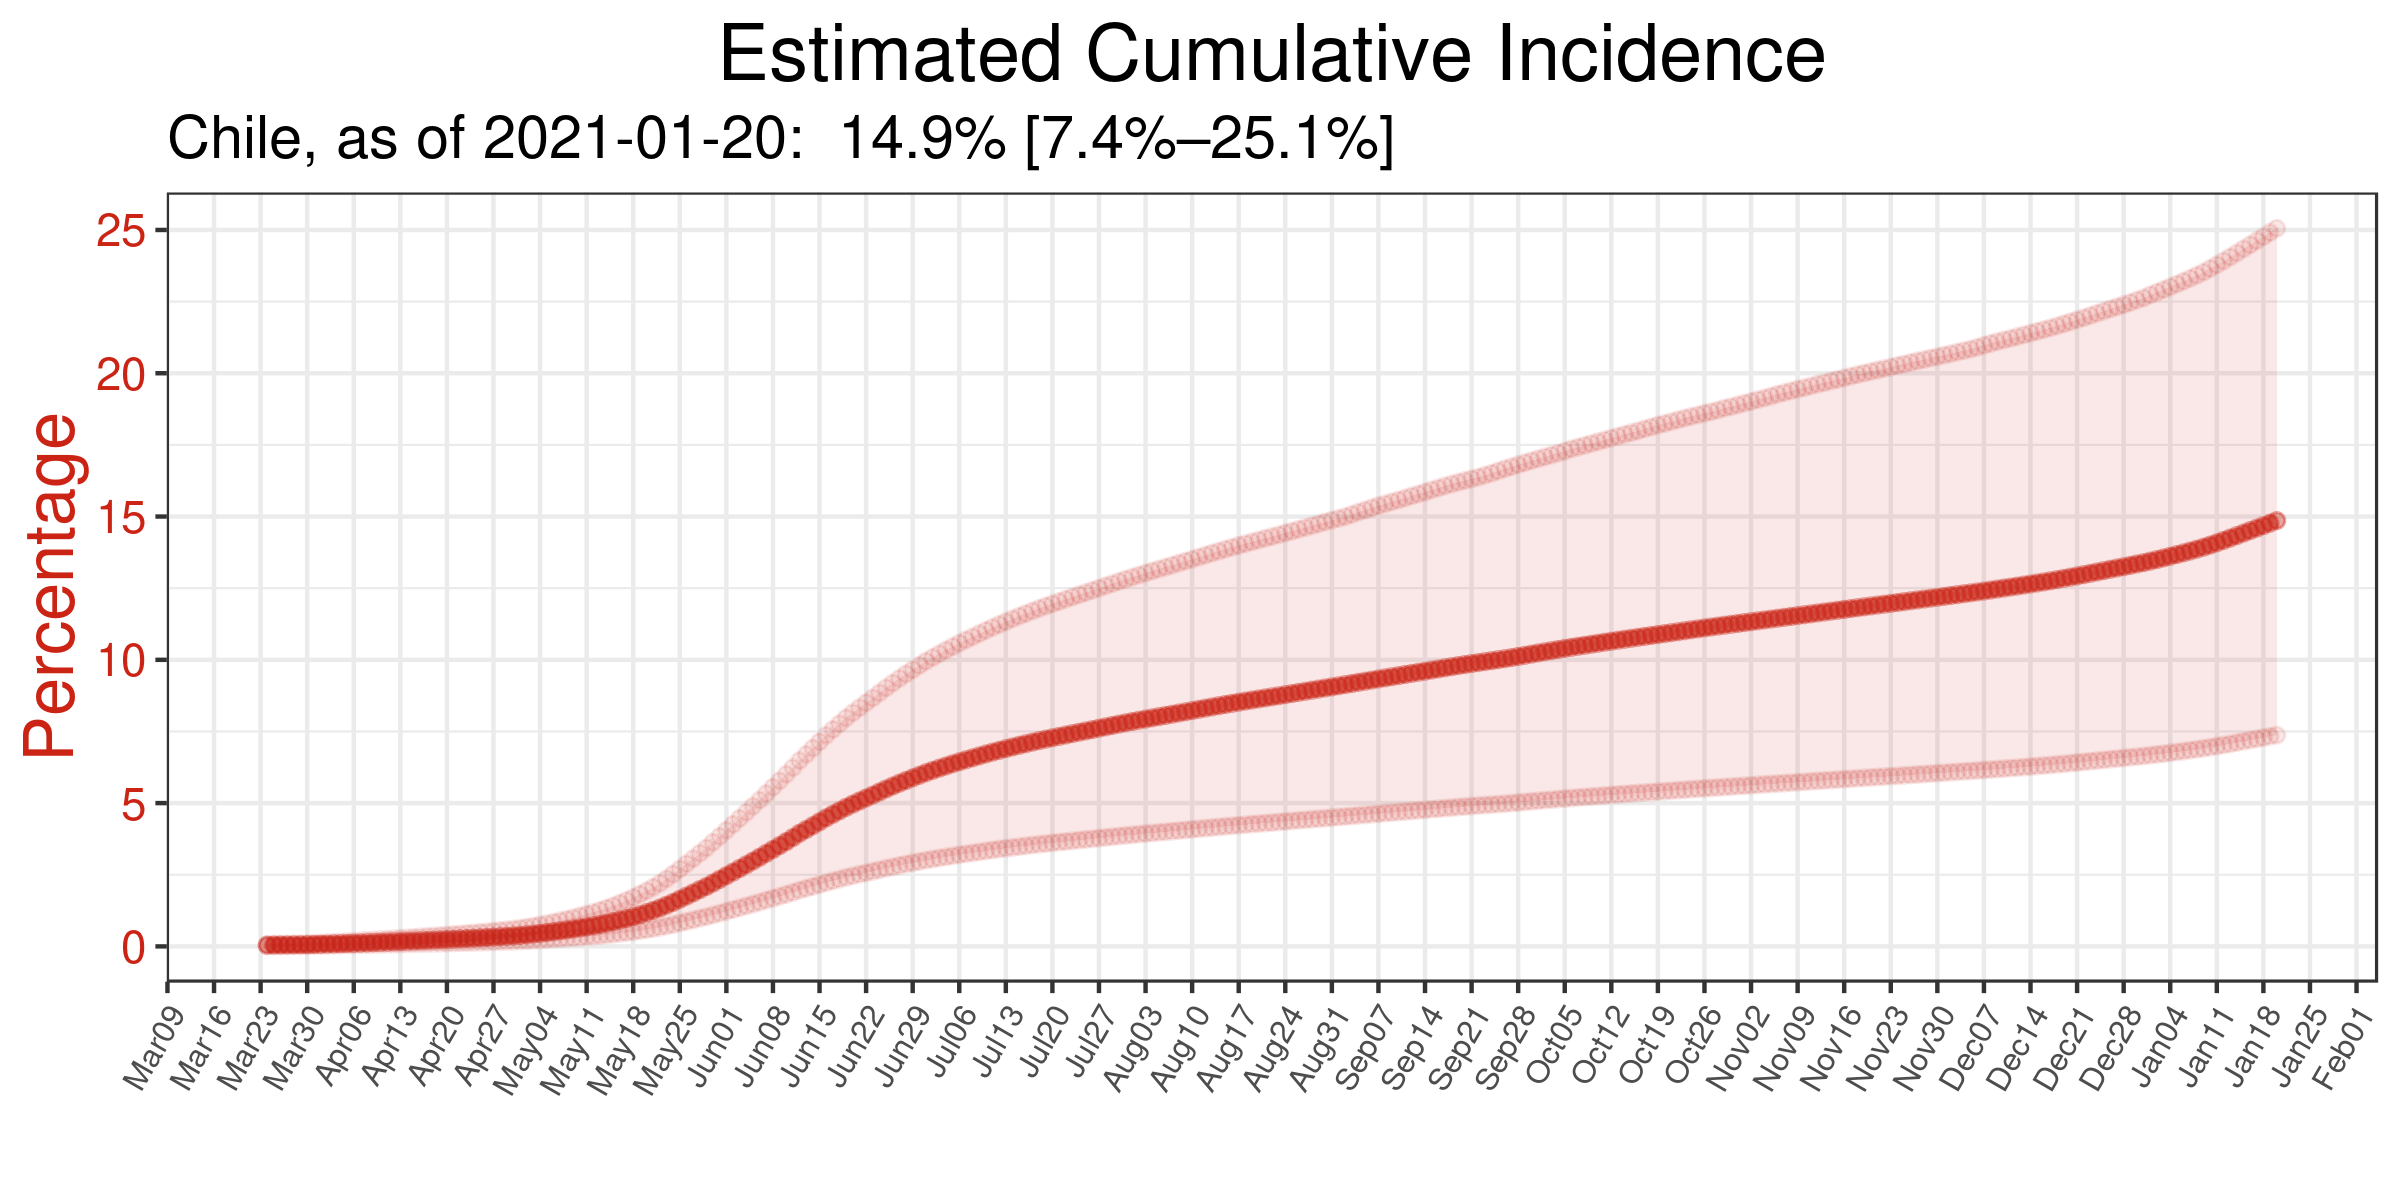 Estimated Cumulative Incidence
Chile, as of 2021-01-20:  14.9% [7.4%–25.1%]
Percentage
25
20
15
10
5
0
Mar09
Mar16
Mar23
Mar30
Apr06
Apr13
Apr20
Apr27
May04
May11
May18
May25
Jun01
Jun08
Jun15
Jun22
Jun29
Jul06
Jul13
Jul20
Jul27
Aug03
Aug10
Aug17
Aug24
Aug31
Sep07
Sep14
Sep21
Sep28
Oct05
Oct12
Oct19
Oct26
Nov02
Nov09
Nov16
Nov23
Nov30
Dec07
Dec14
Dec21
Dec28
Jan04
Jan11
Jan18
Jan25
Feb01